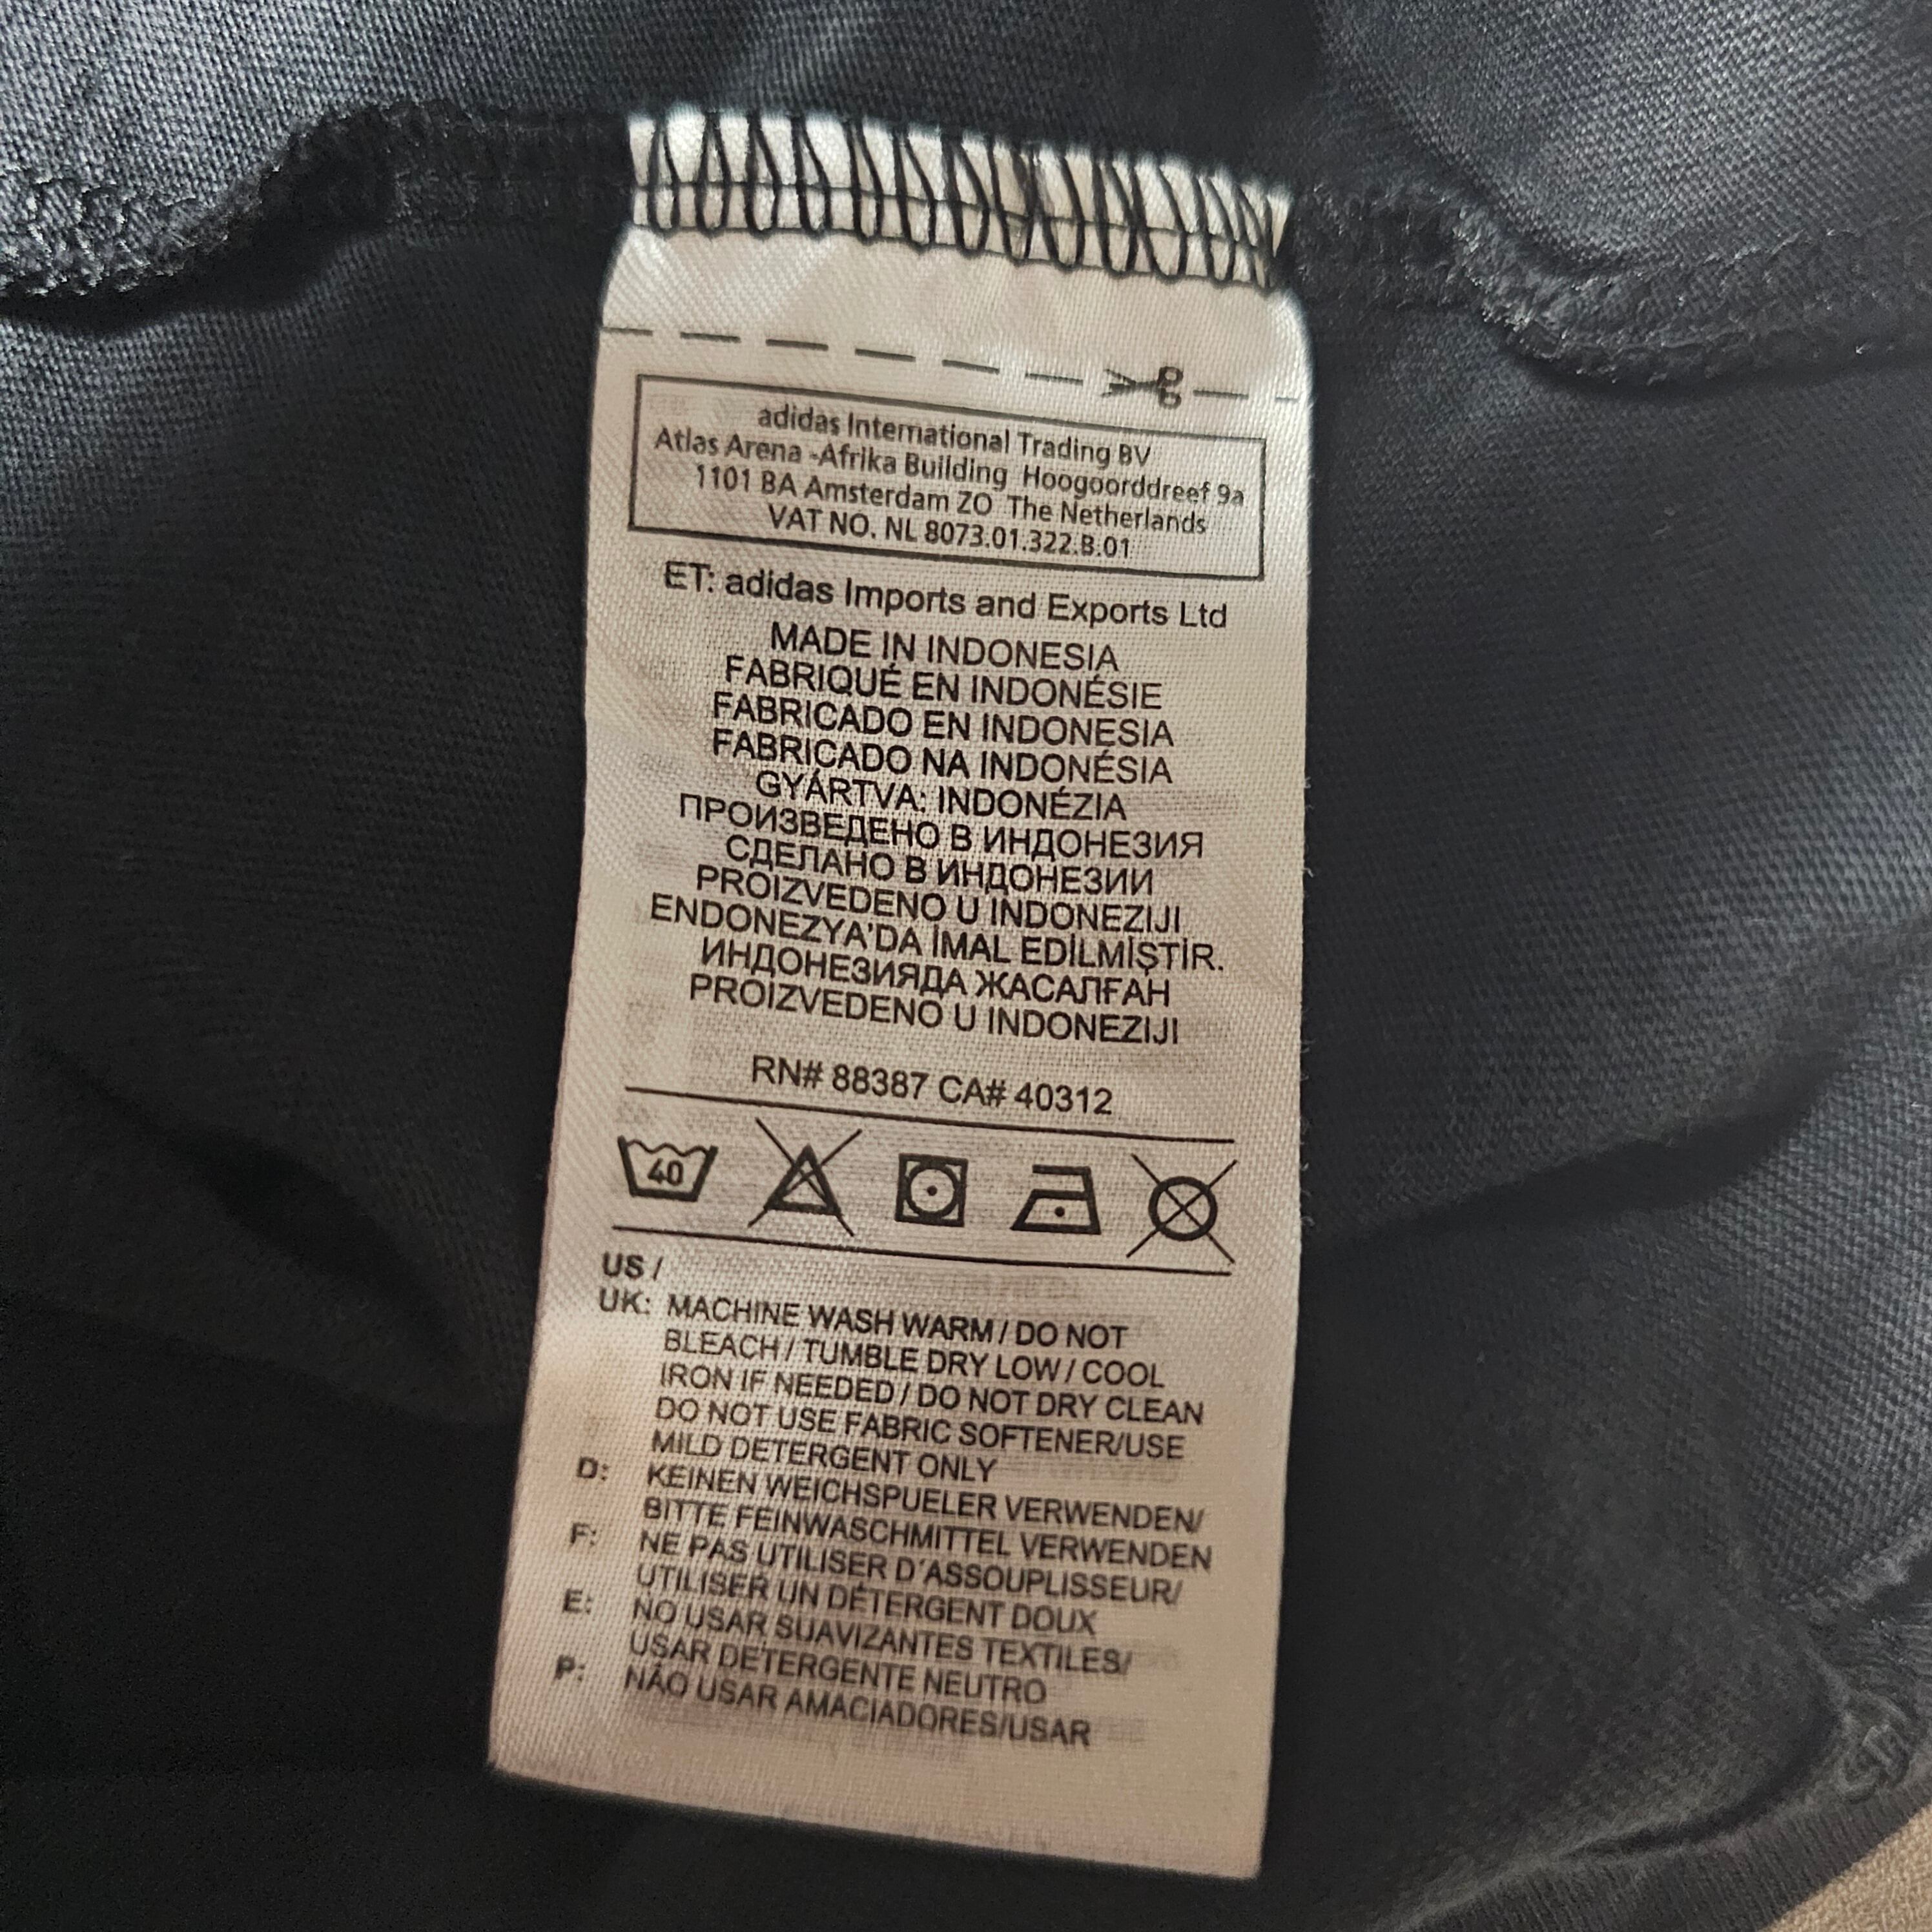 adidas International Trading BV
Atlas Arena -Afrika Building Hoogoorddreef 9a
1101 BA Amsterdam ZO The Netherlands
VAT NO. NL 8073.01.322.B.01
ET: adidas Imports and Exports Ltd
MADE IN INDONESIA
FABRIQUÉ EN INDONÉSIE
FABRICADO EN INDONESIA
FABRICADO NA INDONÉSIA
GYÁRTVA: INDONÉZIA
ПРОИЗВЕДЕНО В ИНДОНЕЗИЯ
СДЕЛАНО В ИНДОНЕЗИИ
PROIZVEDENO U INDONEZIJI
ENDONEZYA'DA İMAL EDİLMİŞTİR.
ИНДОНЕЗИЯДА ЖАСАЛҒАН
PROIZVEDENO U INDONEZIJI
RN# 88387 CA# 40312
40
US /
UK: MACHINE WASH WARM / DO NOT
BLEACH / TUMBLE DRY LOW / COOL
IRON IF NEEDED / DO NOT DRY CLEAN
DO NOT USE FABRIC SOFTENER/USE
MILD DETERGENT ONLY
D: KEINEN WEICHSPUELER VERWENDEN/
BITTE FEINWASCHMITTEL VERWENDEN
F: NE PAS UTILISER D'ASSOUPLISSEUR/
UTILISER UN DÉTERGENT DOUX
E: NO USAR SUAVIZANTES TEXTILES/
USAR DETERGENTE NEUTRO
P: NÃO USAR AMACIADORES/USAR